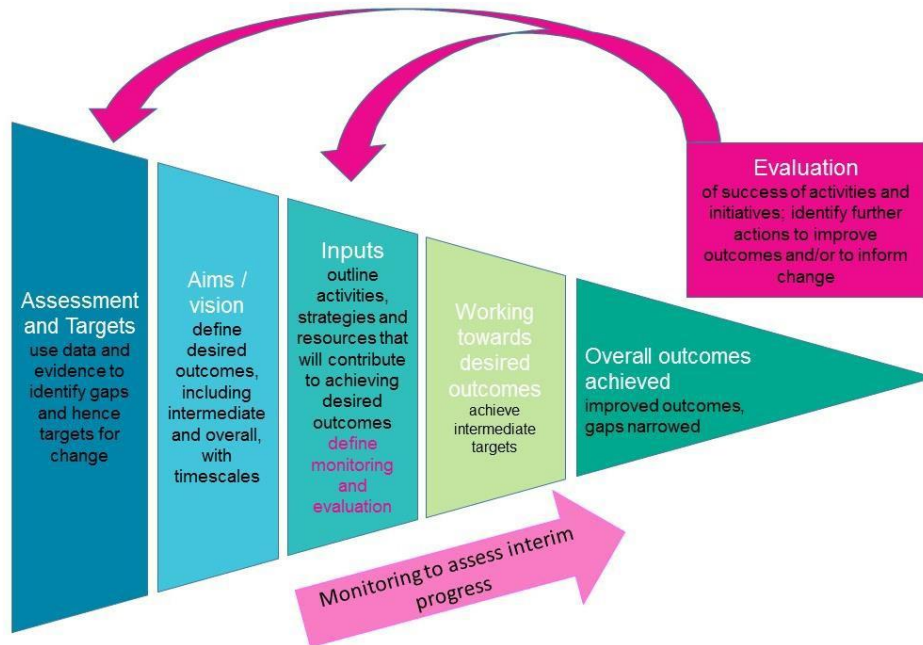 Assessment
and Targets
use data and
evidence to
identify gaps
and hence
targets for
change
Aims /
vision
define
desired
outcomes,
including
intermediate
and overall,
with
timescales
Inputs
outline
activities,
strategies and
resources that
will contribute
to achieving
desired
outcomes
define
monitoring
and
evaluation
Working
towards
desired
outcomes
achieve
intermediate
targets
Overall outcomes
achieved
improved outcomes,
gaps narrowed
Evaluation
of success of activities and
initiatives; identify further
actions to improve
outcomes and/or to inform
change
Monitoring to assess interim
progress